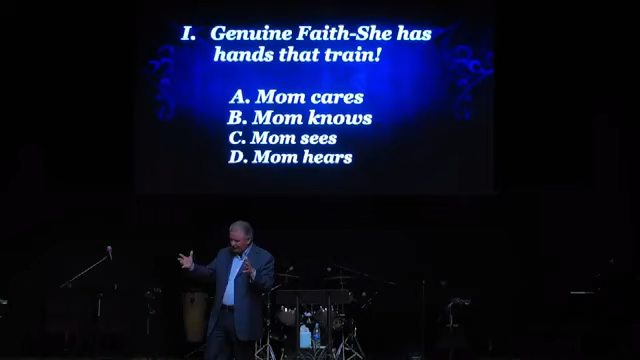 I. Genuine Faith-She has
hands that train!
A. Mom cares
B. Mom knows
C. Mom sees
D. Mom hears